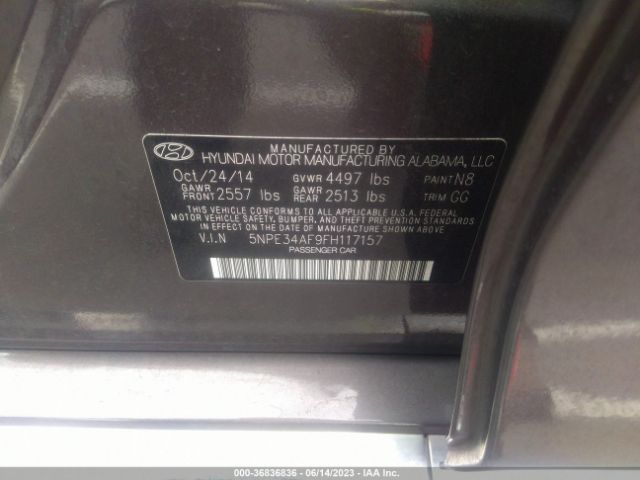 MANUFACTURED BY
HYUNDAI MOTOR MANUFACTURING ALABAMA, LLC
Oct/24/14 GVWR 4497 lbs PAINT N8
GAWR FRONT 2557 lbs GAWR REAR 2513 lbs TRIM GG
THIS VEHICLE CONFORMS TO ALL APPLICABLE U.S.A. FEDERAL
MOTOR VEHICLE SAFETY, BUMPER, AND THEFT PREVENTION STANDARDS
IN EFFECT ON THE DATE OF MANUFACTURE SHOWN ABOVE.
V.I.N 5NPE34AF9FH117157
PASSENGER CAR
000-36836836 - 06/14/2023 - IAAI.COM